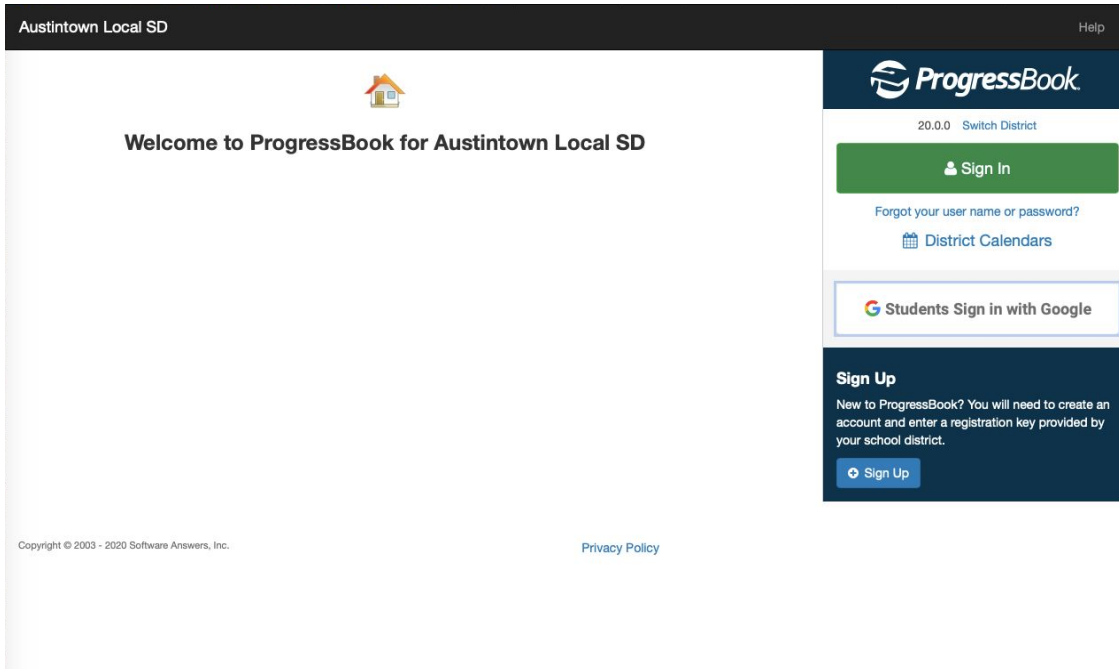 Austintown Local SD
Help
Welcome to ProgressBook for Austintown Local SD
ProgressBook
20.0.0 Switch District
Sign In
Forgot your user name or password?
District Calendars
Students Sign in with Google
Sign Up
New to ProgressBook? You will need to create an
account and enter a registration key provided by
your school district.
Sign Up
Copyright © 2003 - 2020 Software Answers, Inc.
Privacy Policy